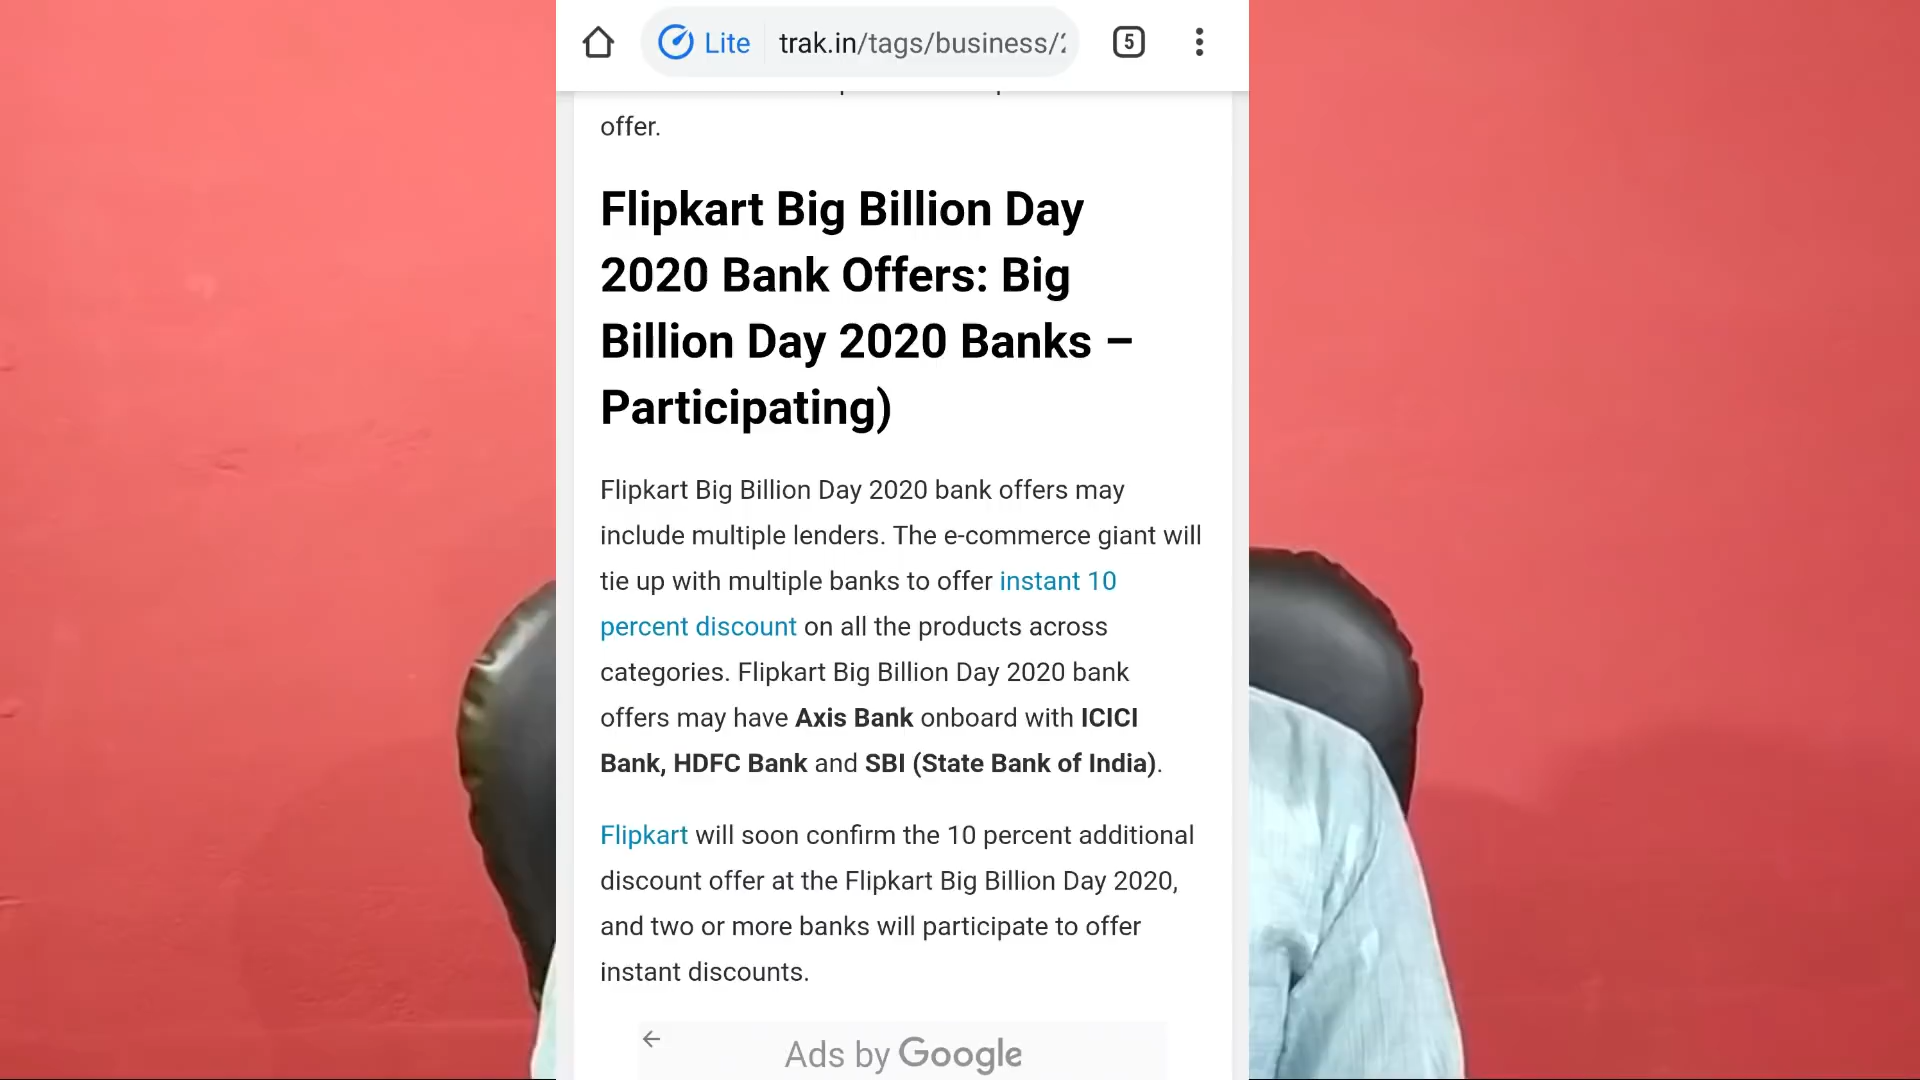 Lite
trak.in/tags/business/
5
offer.
Flipkart Big Billion Day
2020 Bank Offers: Big
Billion Day 2020 Banks –
Participating)
Flipkart Big Billion Day 2020 bank offers may
include multiple lenders. The e-commerce giant will
tie up with multiple banks to offer instant 10
percent discount on all the products across
categories. Flipkart Big Billion Day 2020 bank
offers may have Axis Bank onboard with ICICI
Bank, HDFC Bank and SBI (State Bank of India).
Flipkart will soon confirm the 10 percent additional
discount offer at the Flipkart Big Billion Day 2020,
and two or more banks will participate to offer
instant discounts.
Ads by Google